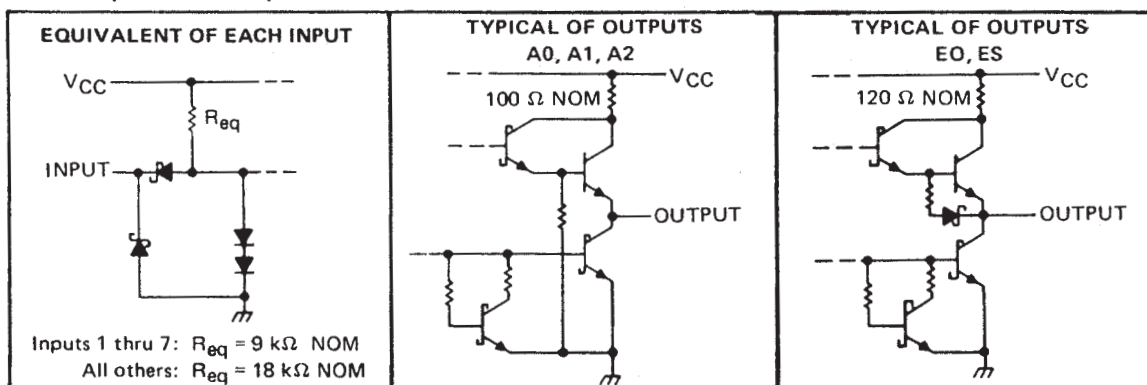 EQUIVALENT OF EACH INPUT
VCC
Req
INPUT
Inputs 1 thru 7: Req = 9 kΩ NOM
All others: Req = 18 kΩ NOM
TYPICAL OF OUTPUTS
A0, A1, A2
VCC
100 Ω NOM
OUTPUT
TYPICAL OF OUTPUTS
EO, ES
VCC
120 Ω NOM
OUTPUT